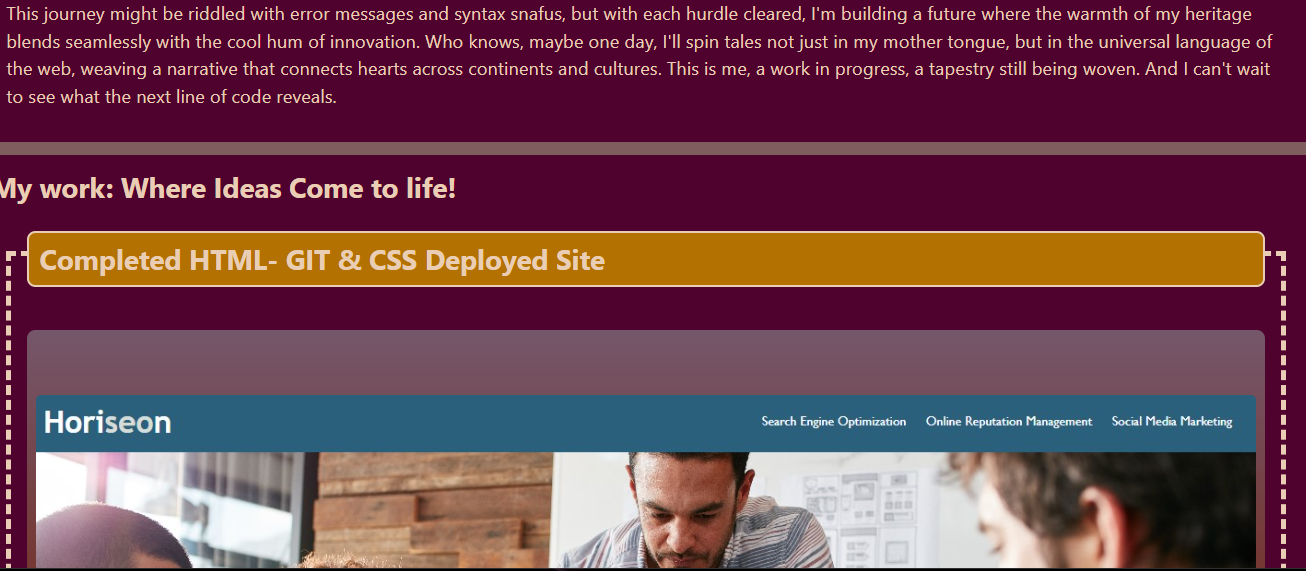 This journey might be riddled with error messages and syntax snafus, but with each hurdle cleared, I'm building a future where the warmth of my heritage
blends seamlessly with the cool hum of innovation. Who knows, maybe one day, I'll spin tales not just in my mother tongue, but in the universal language of
the web, weaving a narrative that connects hearts across continents and cultures. This is me, a work in progress, a tapestry still being woven. And I can't wait
to see what the next line of code reveals.
My work: Where Ideas Come to life!
Completed HTML- GIT & CSS Deployed Site
Horiseon
Search Engine Optimization Online Reputation Management Social Media Marketing